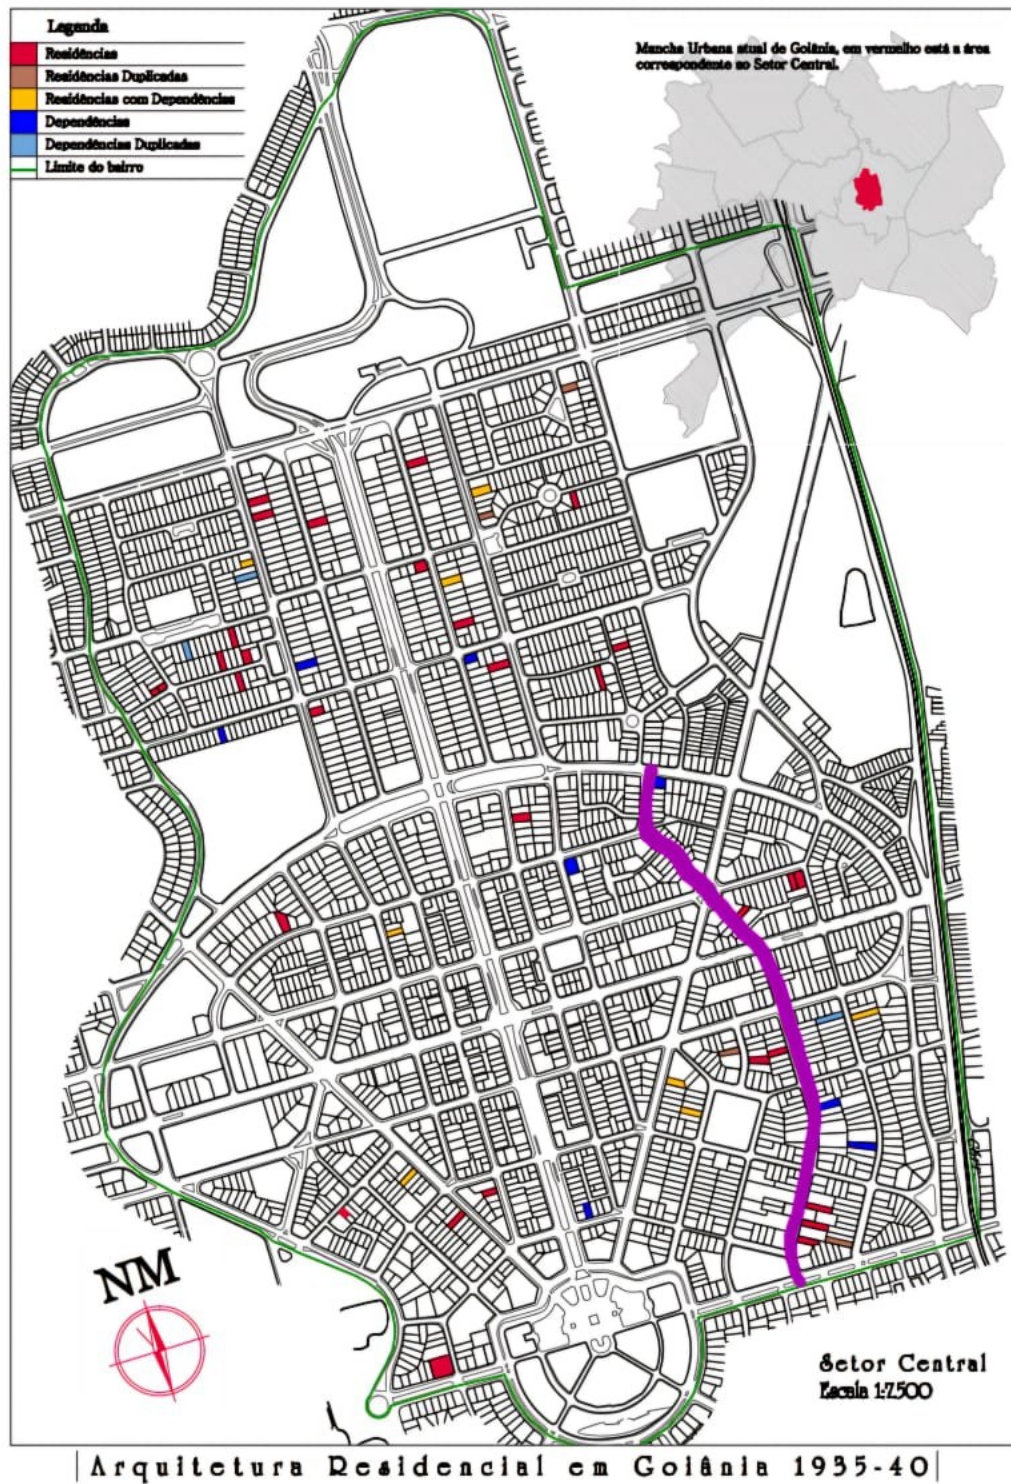 Legenda
Residências
Residências Duplicadas
Residências com Dependências
Dependências
Dependências Duplicadas
Limite do bairro
Mancha Urbana atual de Goiânia, em vermelho está a área
correspondente ao Setor Central.
NM
Setor Central
Escala 1:7.500
Arquitetura Residencial em Goiânia 1935-40